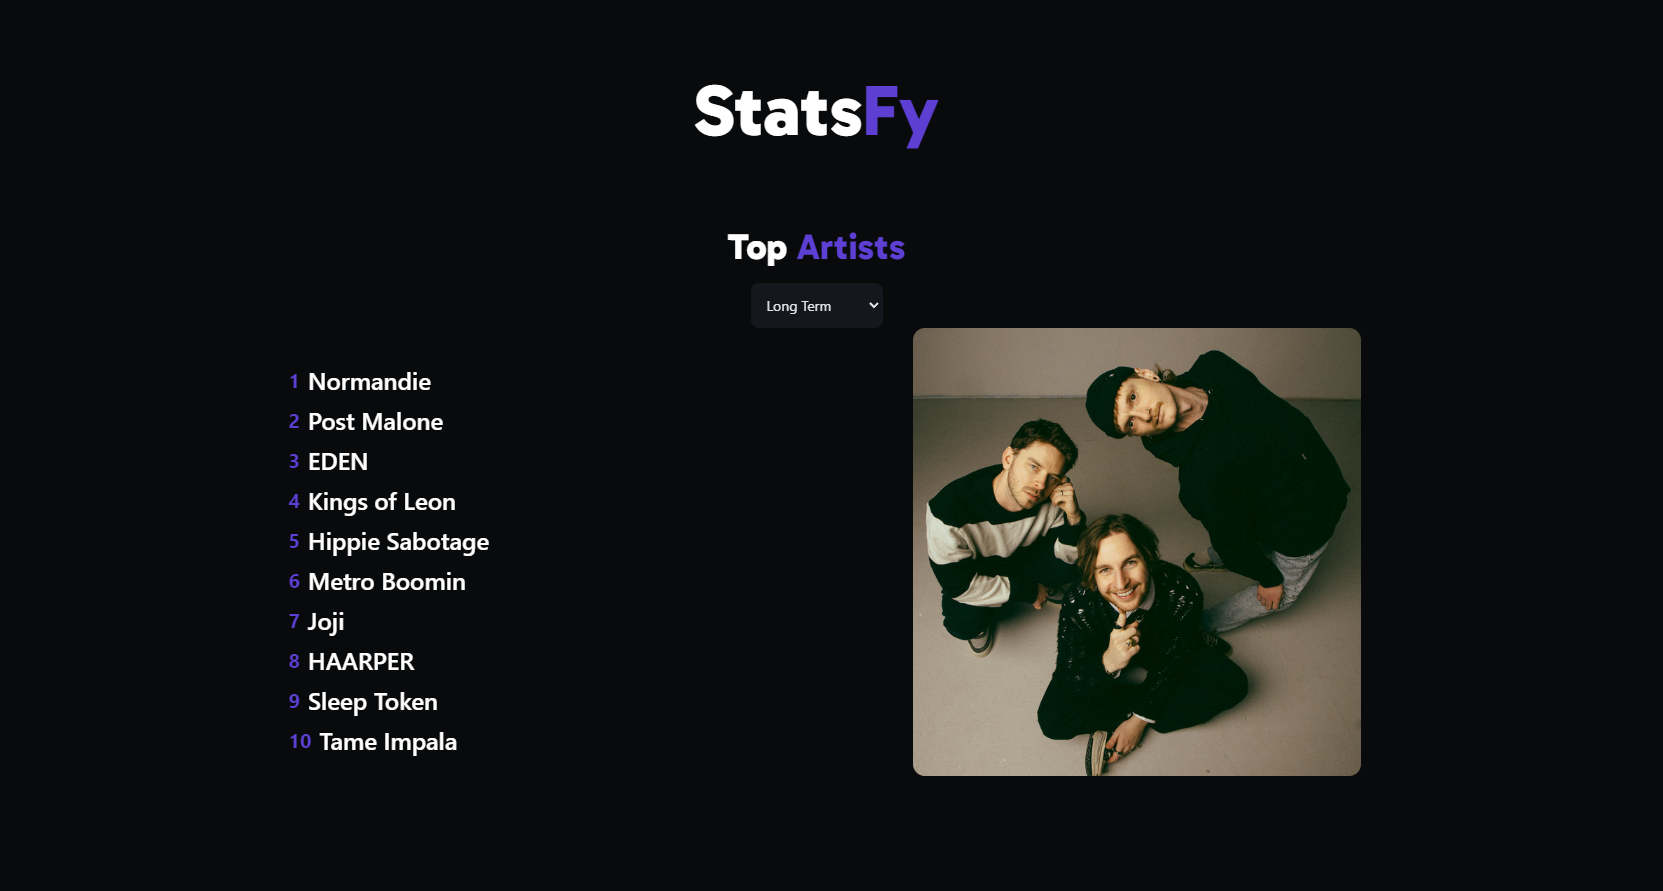 StatsFy
Top Artists
Long Term
1 Normandie
2 Post Malone
3 EDEN
4 Kings of Leon
5 Hippie Sabotage
6 Metro Boomin
7 Joji
8 HAARPER
9 Sleep Token
10 Tame Impala